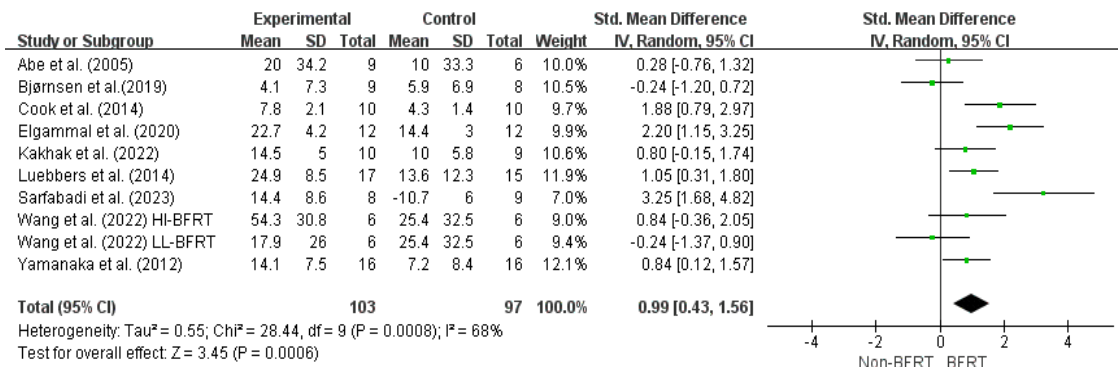 Experimental Control Std. Mean Difference Std. Mean Difference
Study or Subgroup Mean SD Total Mean SD Total Weight IV, Random, 95% CI IV, Random, 95% CI
Abe et al. (2005) 20 34.2 9 10 33.3 6 10.0% 0.28 [-0.76, 1.32]
Bjørnsen et al.(2019) 4.1 7.3 9 5.9 6.9 8 10.5% -0.24 [-1.20, 0.72]
Cook et al. (2014) 7.8 2.1 10 4.3 1.4 10 9.7% 1.88 [0.79, 2.97]
Elgammal et al. (2020) 22.7 4.2 12 14.4 3 12 9.9% 2.20 [1.15, 3.25]
Kakhak et al. (2022) 14.5 5 10 10 5.8 9 10.6% 0.80 [-0.15, 1.74]
Luebbers et al. (2014) 24.9 8.5 17 13.6 12.3 15 12.0% 1.05 [0.31, 1.80]
Sarfabadi et al. (2023) 14.4 8.6 8 -10.7 6 9 7.0% 3.25 [1.68, 4.82]
Wang et al. (2022) HI-BFRT 54.3 30.8 6 25.4 32.5 6 9.0% 0.84 [-0.36, 2.05]
Wang et al. (2022) LL-BFRT 17.9 26 6 25.4 32.5 6 9.4% -0.24 [-1.37, 0.90]
Yamanaka et al. (2012) 14.1 7.5 16 7.2 8.4 16 12.1% 0.84 [0.12, 1.57]
Total (95% CI) 103 97 100.0% 0.99 [0.43, 1.56]
Heterogeneity: Tau² = 0.55; Chi² = 28.44, df = 9 (P = 0.0008); I² = 68%
Test for overall effect: Z = 3.45 (P = 0.0006)
-4 -2 0 2 4
Non-BFRT BFRT